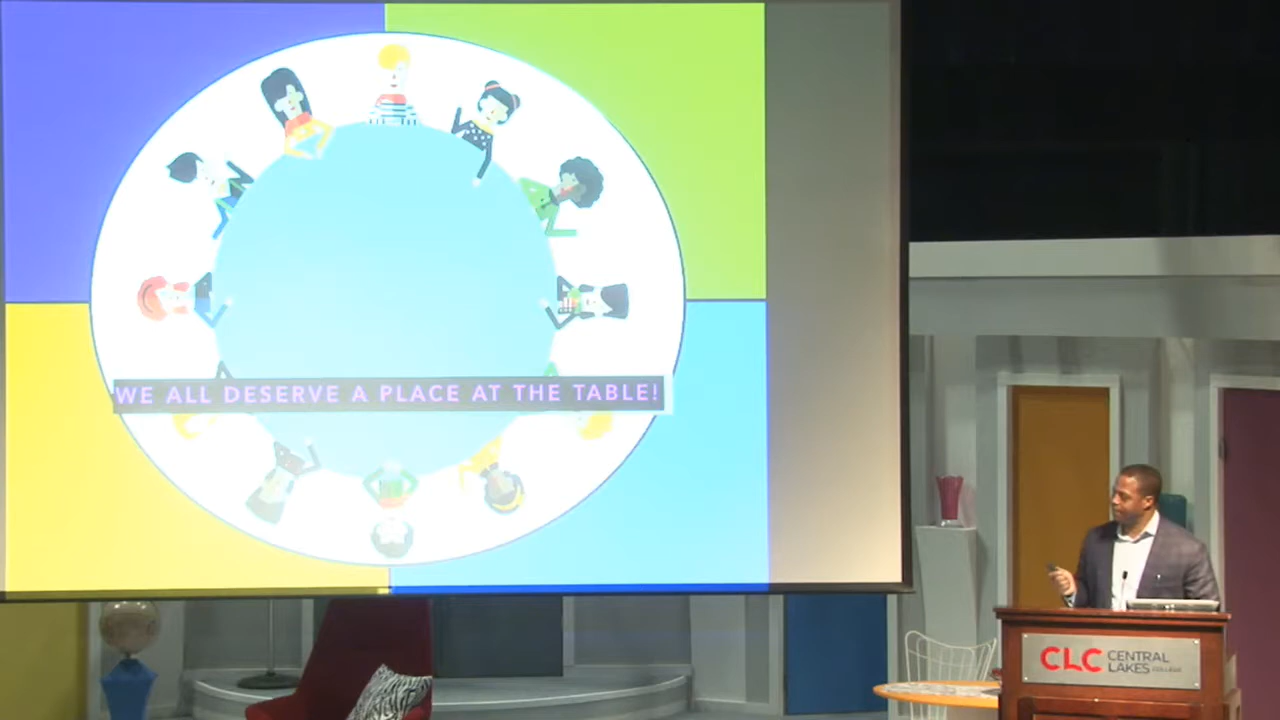 WE ALL DESERVE A PLACE AT THE TABLE!
CLC CENTRAL
LAKES COLLEGE